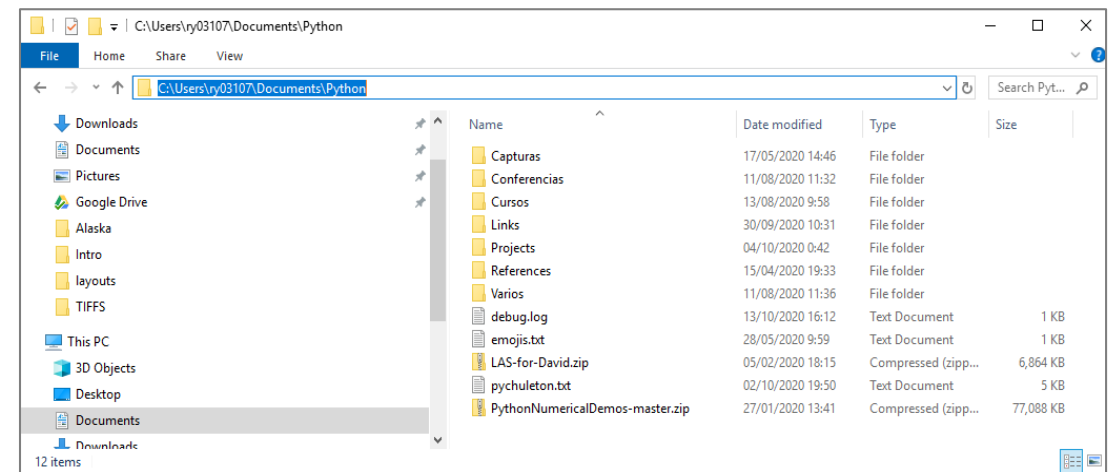 C:\Users\ry03107\Documents\Python
File Home Share View
C:\Users\ry03107\Documents\Python Search Pyt...
Downloads
Documents
Pictures
Google Drive
Alaska
Intro
layouts
TIFFS
This PC
3D Objects
Desktop
Documents
Downloads
Name Date modified Type Size
Capturas 17/05/2020 14:46 File folder
Conferencias 11/08/2020 11:32 File folder
Cursos 13/08/2020 9:58 File folder
Links 30/09/2020 10:31 File folder
Projects 04/10/2020 0:42 File folder
References 15/04/2020 19:33 File folder
Varios 11/08/2020 11:36 File folder
debug.log 13/10/2020 16:12 Text Document 1 KB
emojis.txt 28/05/2020 9:59 Text Document 1 KB
LAS-for-David.zip 05/02/2020 18:15 Compressed (zipp... 6,864 KB
pychuleton.txt 02/10/2020 19:50 Text Document 5 KB
PythonNumericalDemos-master.zip 27/01/2020 13:41 Compressed (zipp... 77,088 KB
12 items